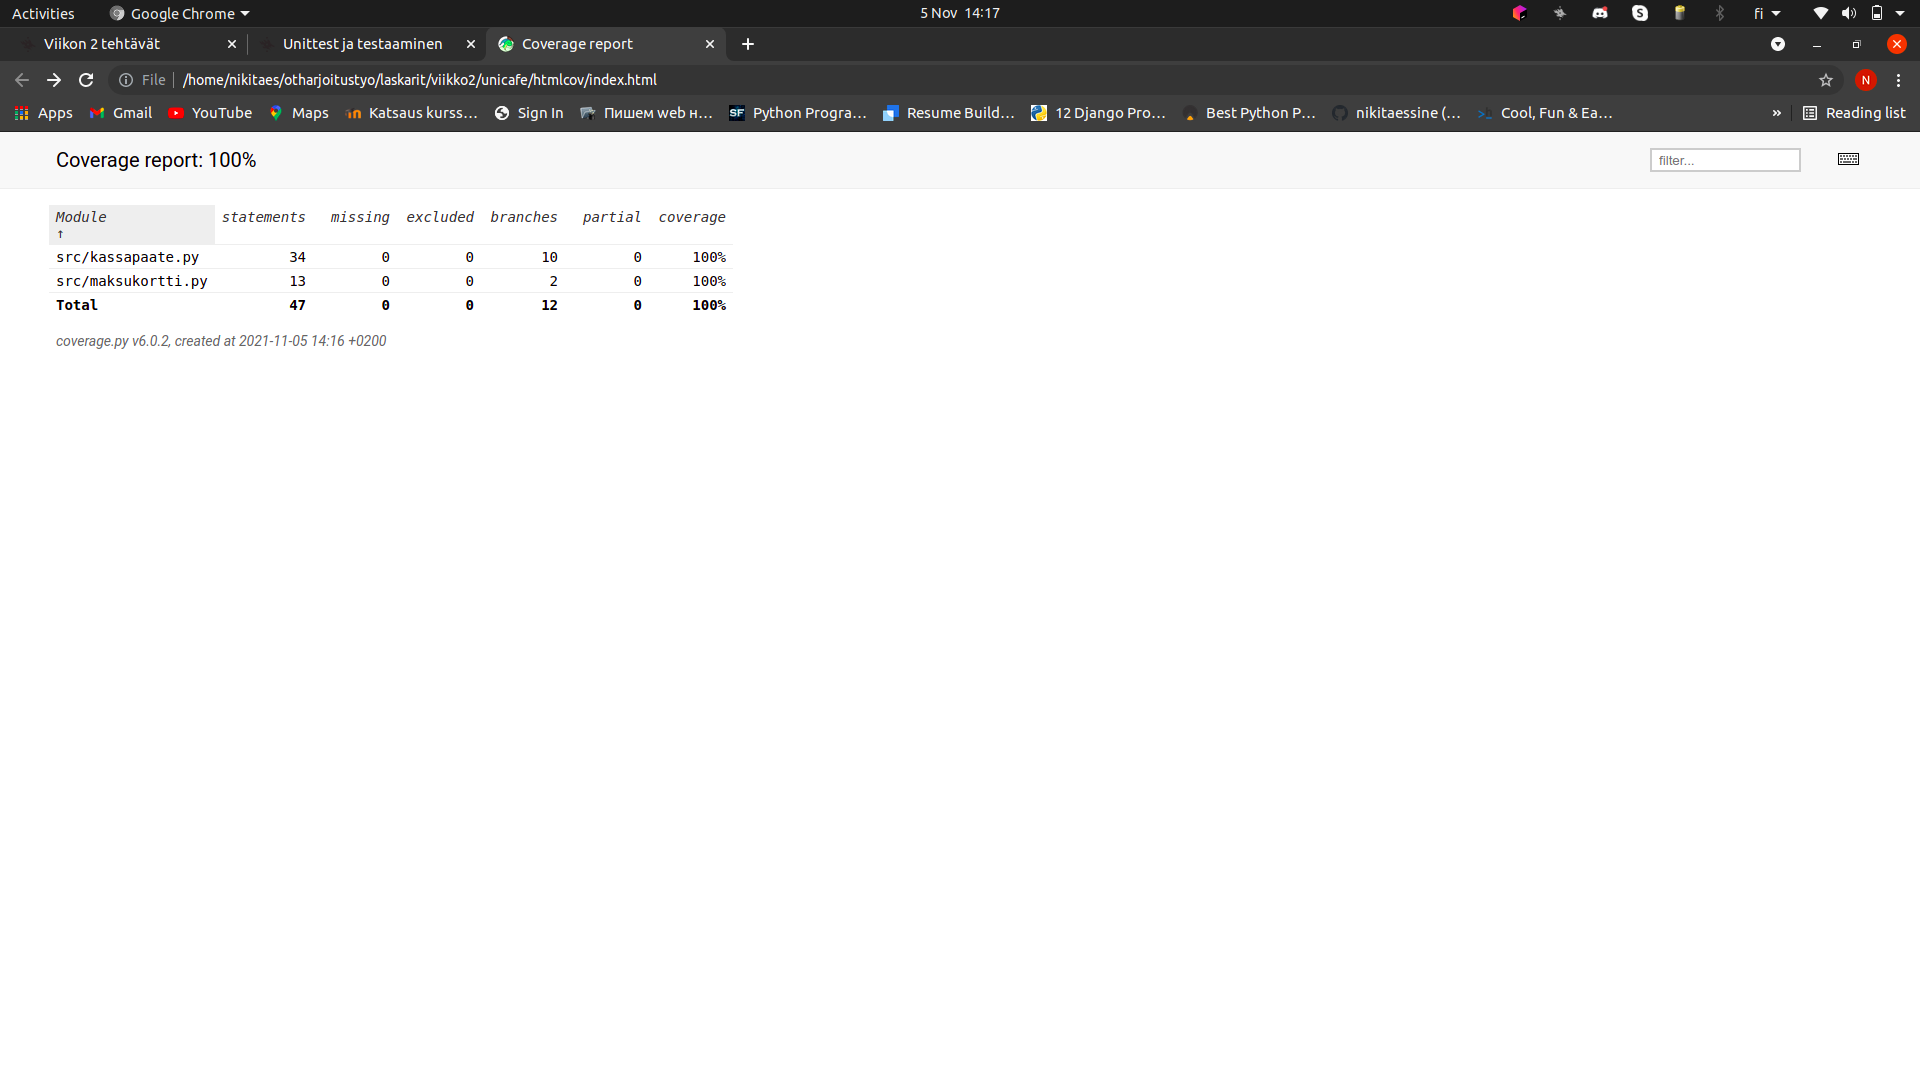 Activities Google Chrome 5 Nov 14:17 fi
Viikon 2 tehtävät Unittest ja testaaminen Coverage report
File /home/nikitaes/otharjoitustyo/laskarit/viikko2/unicafe/htmlcov/index.html N
Apps Gmail YouTube Maps Katsaus kurss... Sign In Пишем web н... SF Python Progra... Resume Build... 12 Django Pro... Best Python P... nikitaessine (... Cool, Fun & Ea... » Reading list
Coverage report: 100% filter...
Module ↑ statements missing excluded branches partial coverage
src/kassapaate.py 34 0 0 10 0 100%
src/maksukortti.py 13 0 0 2 0 100%
Total 47 0 0 12 0 100%
coverage.py v6.0.2, created at 2021-11-05 14:16 +0200